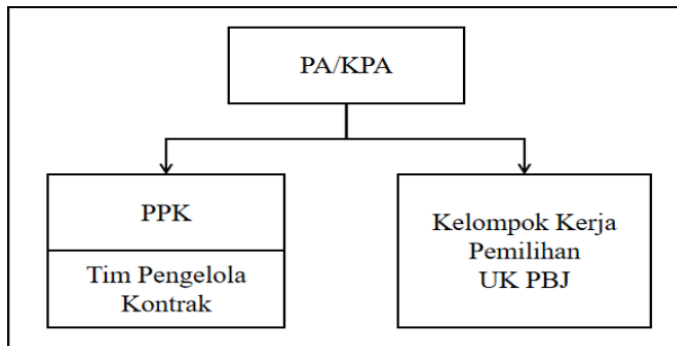 PA/KPA
PPK
Tim Pengelola
Kontrak
Kelompok Kerja
Pemilihan
UK PBJ